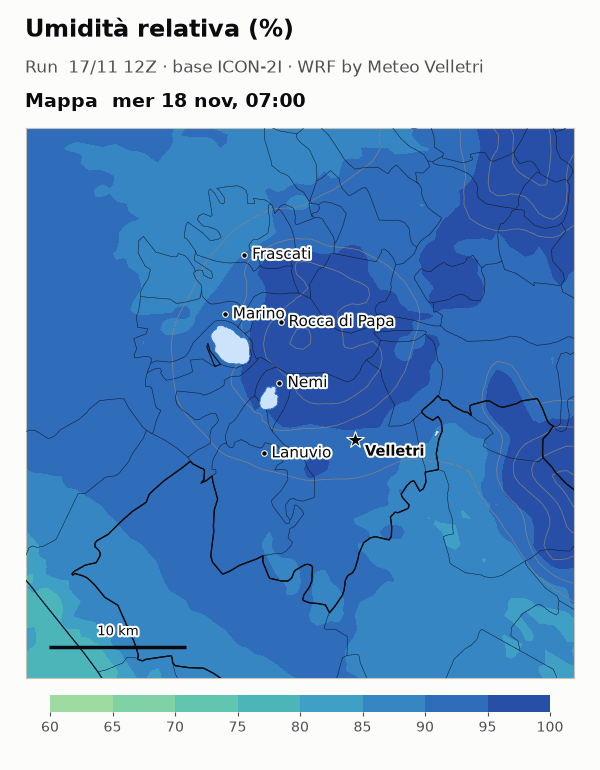 Umidità relativa (%)
Run  17/11 12Z · base ICON-2I · WRF by Meteo Velletri
Mappa  mer 18 nov, 07:00
Frascati
Marino
Rocca di Papa
Nemi
Velletri
Lanuvio
10 km
60 65 70 75 80 85 90 95 100